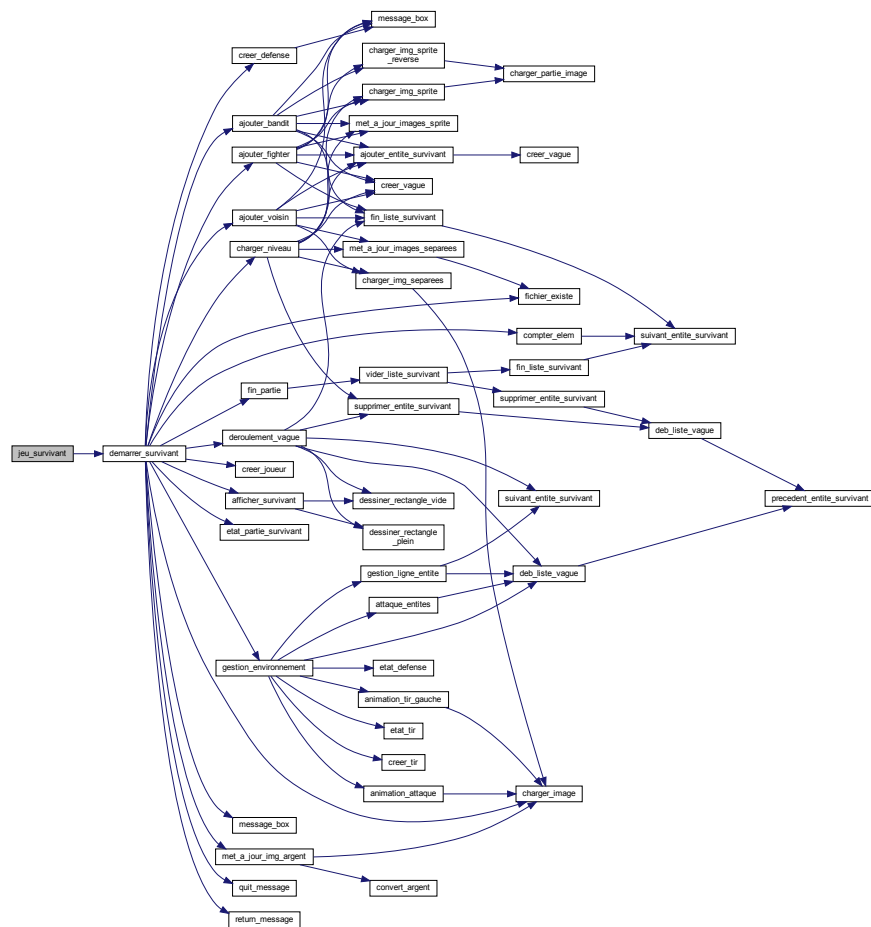 message_box
creer_defense
charger_img_sprite
_reverse
charger_partie_image
charger_img_sprite
ajouter_bandit
met_a_jour_images_sprite
ajouter_fighter
ajouter_entite_survivant
creer_vague
creer_vague
ajouter_voisin
fin_liste_survivant
charger_niveau
met_a_jour_images_separees
charger_img_separees
fichier_existe
compter_elem
suivant_entite_survivant
fin_liste_survivant
vider_liste_survivant
fin_partie
supprimer_entite_survivant
supprimer_entite_survivant
deb_liste_vague
deroulement_vague
jeu_survivant
demarrer_survivant
creer_joueur
afficher_survivant
dessiner_rectangle_vide
suivant_entite_survivant
precedent_entite_survivant
etat_partie_survivant
dessiner_rectangle
_plein
gestion_ligne_entite
deb_liste_vague
attaque_entites
gestion_environnement
etat_defense
animation_tir_gauche
etat_tir
creer_tir
animation_attaque
charger_image
message_box
met_a_jour_img_argent
quit_message
convert_argent
return_message